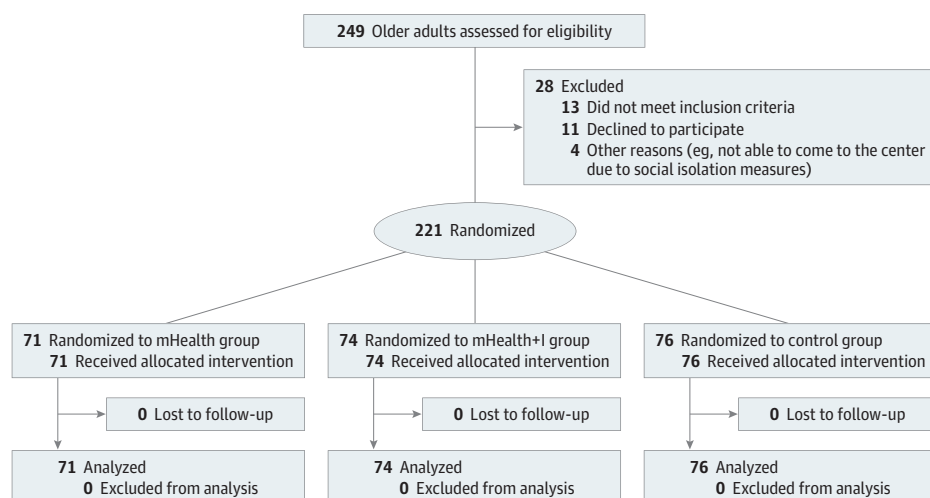 249 Older adults assessed for eligibility
28 Excluded
13 Did not meet inclusion criteria
11 Declined to participate
4 Other reasons (eg, not able to come to the center
due to social isolation measures)
221 Randomized
71 Randomized to mHealth group
71 Received allocated intervention
74 Randomized to mHealth+I group
74 Received allocated intervention
76 Randomized to control group
76 Received allocated intervention
0 Lost to follow-up
0 Lost to follow-up
0 Lost to follow-up
71 Analyzed
0 Excluded from analysis
74 Analyzed
0 Excluded from analysis
76 Analyzed
0 Excluded from analysis